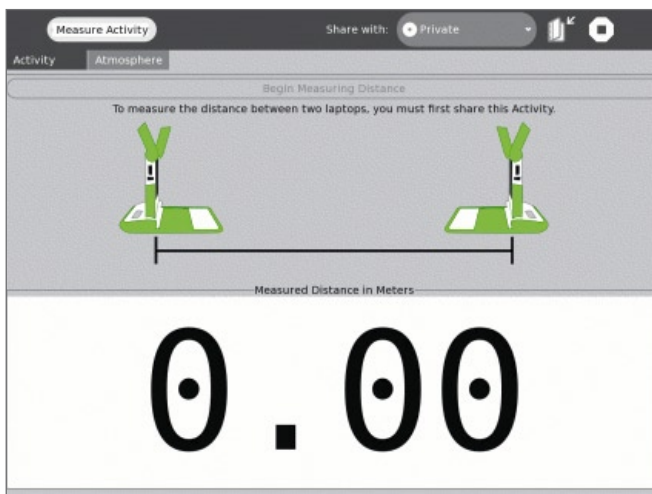 Measure Activity Share with: Private
Activity Atmosphere
Begin Measuring Distance
To measure the distance between two laptops, you must first share this Activity.
Measured Distance in Meters
0.00